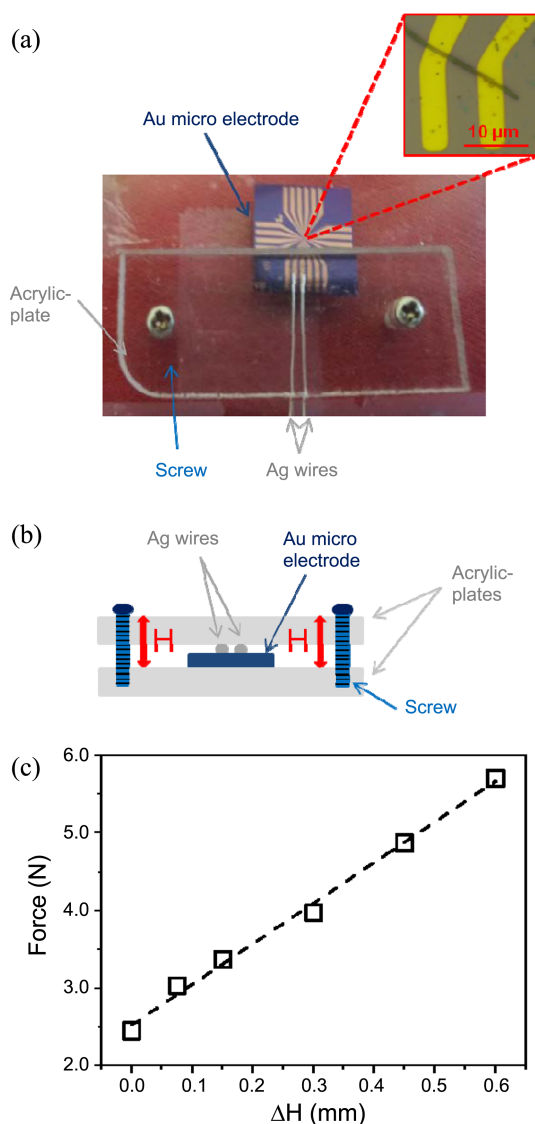 (a)
Au micro electrode
10 µm
Acrylic-
plate
Screw
Ag wires
(b)
Ag wires
Au micro
electrode
Acrylic-
plates
H
H
Screw
(c)
6.0
5.0
4.0
3.0
2.0
Force (N)
0.0 0.1 0.2 0.3 0.4 0.5 0.6
ΔH (mm)